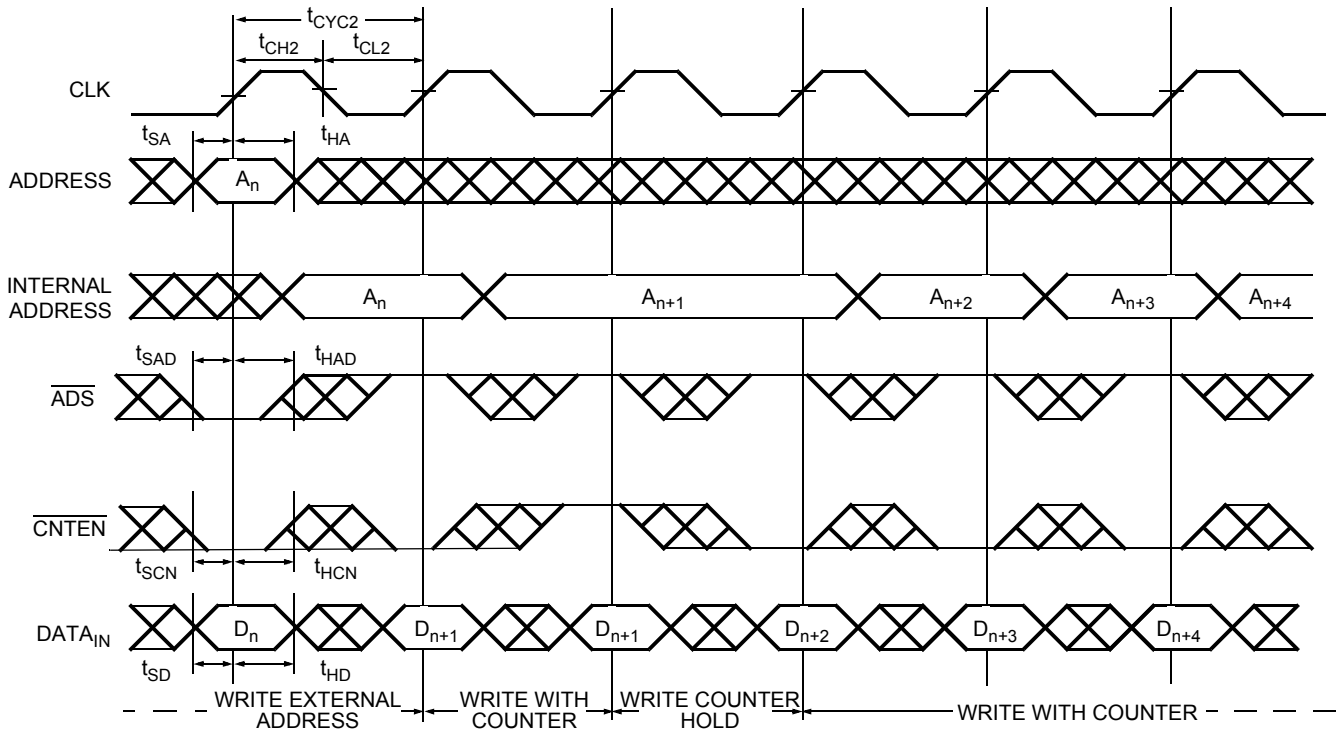 tCYC2
tCH2 tCL2
CLK
tSA tHA
ADDRESS An
INTERNAL
ADDRESS
An An+1 An+2 An+3 An+4
tSAD tHAD
ADS
CNTEN
tSCN tHCN
DATAIN Dn Dn+1 Dn+1 Dn+2 Dn+3 Dn+4
tSD tHD
WRITE EXTERNAL
ADDRESS
WRITE WITH
COUNTER
WRITE COUNTER
HOLD
WRITE WITH COUNTER